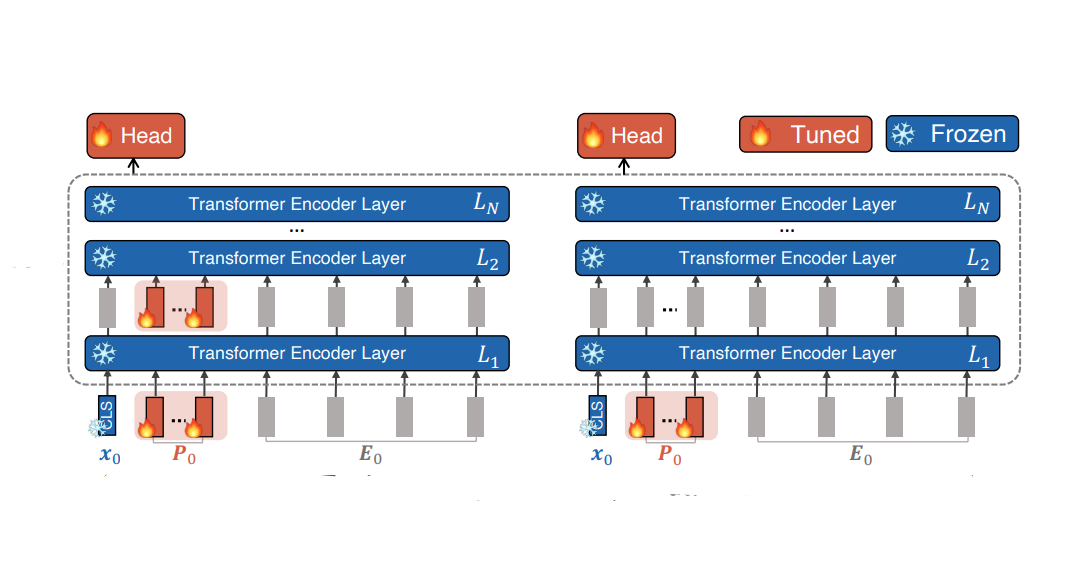 Head
Head
Tuned
Frozen
Transformer Encoder Layer L_N
Transformer Encoder Layer L_N
...
...
Transformer Encoder Layer L_2
Transformer Encoder Layer L_2
...
...
Transformer Encoder Layer L_1
Transformer Encoder Layer L_1
CLS
...
CLS
...
x_0
P_0
E_0
x_0
P_0
E_0